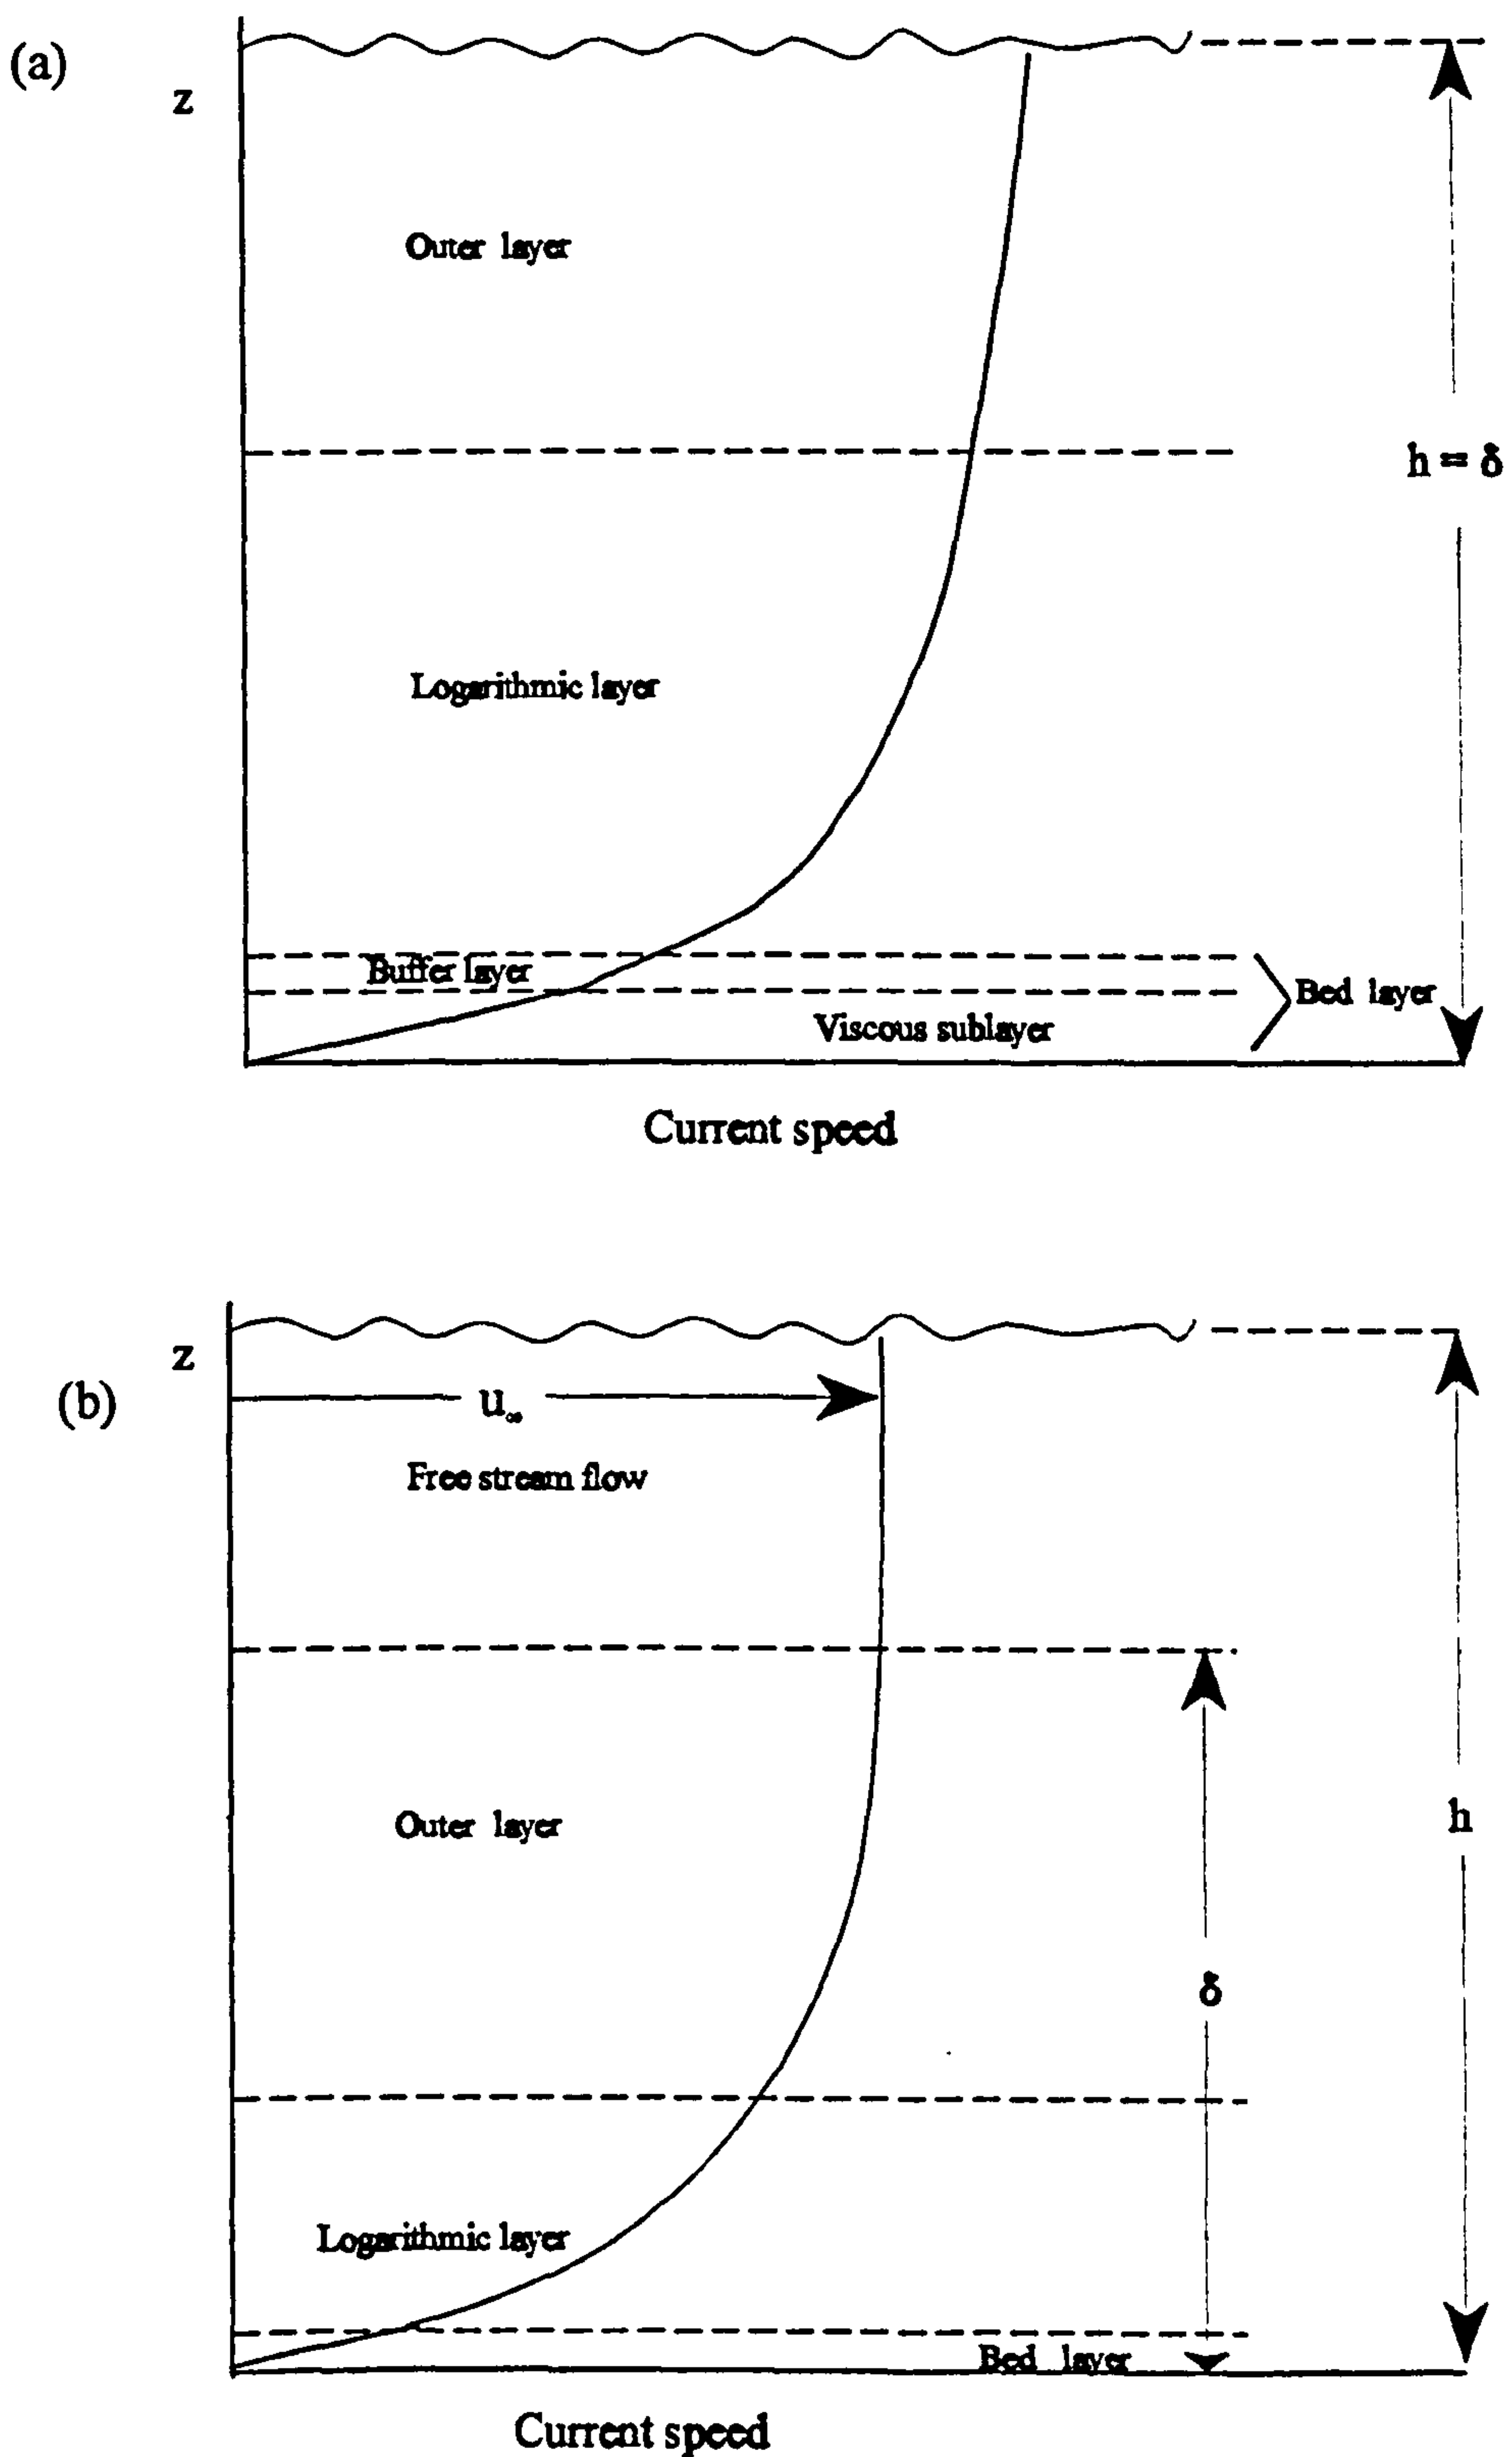 (a)
z
Outer layer
h = δ
Logarithmic layer
Buffer layer
Bed layer
Viscous sublayer
Current speed
z
(b)
u∞
Free stream flow
Outer layer
h
δ
Logarithmic layer
Bed layer
Current speed